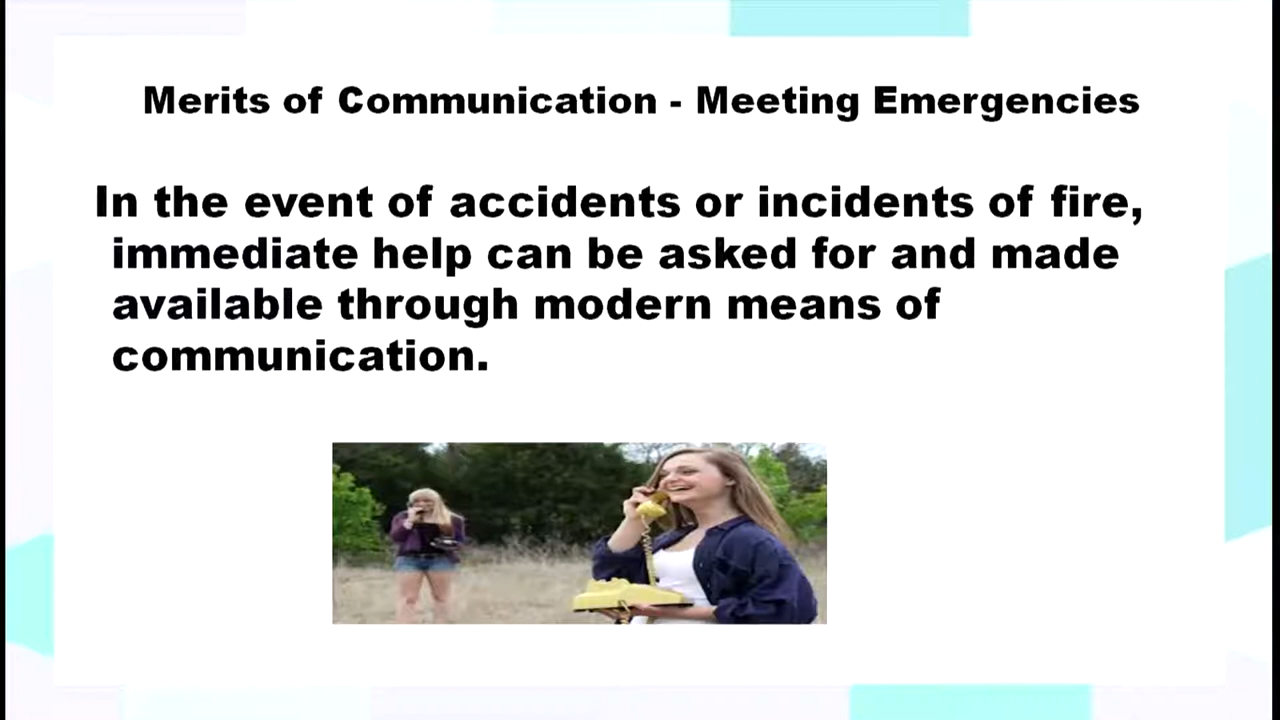 Merits of Communication - Meeting Emergencies
In the event of accidents or incidents of fire,
immediate help can be asked for and made
available through modern means of
communication.